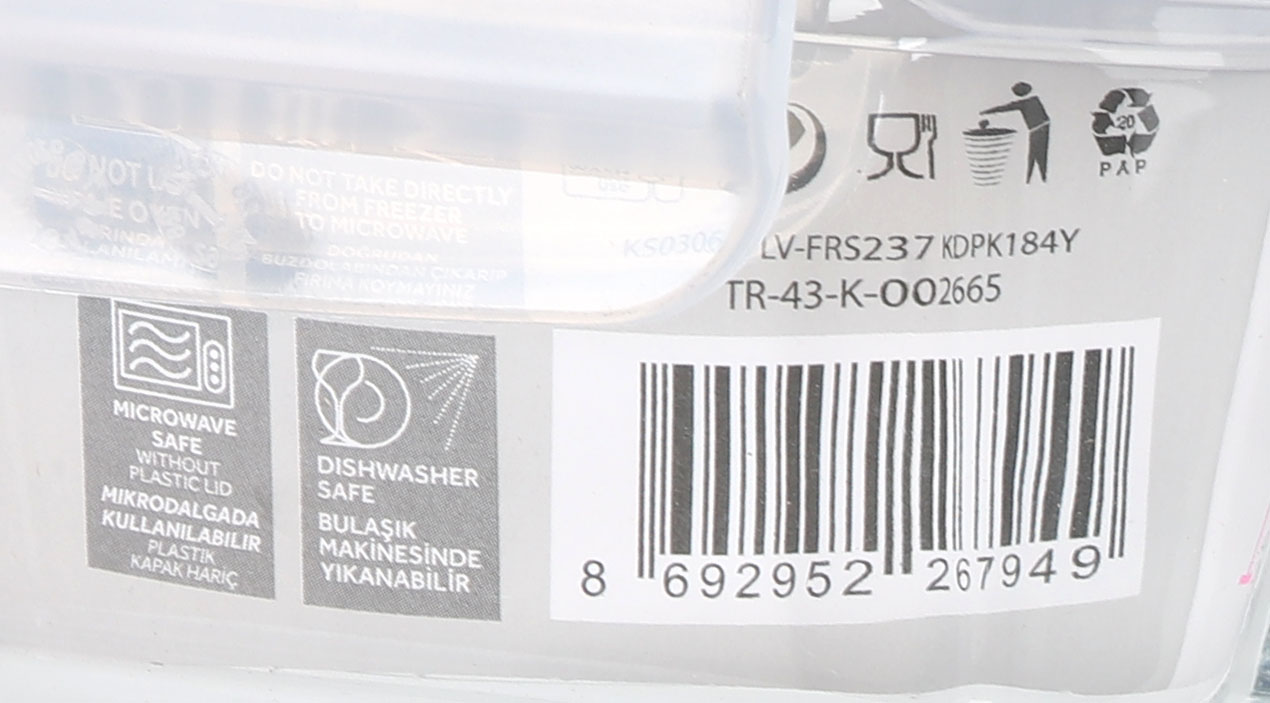 20
PAP
DO NOT TAKE DIRECTLY
FROM FREEZER
TO MICROWAVE
DOĞRUDAN
BUZDOLABINDAN ÇIKARIP
FIRINA KOYMAYINIZ
KS0306
LV-FRS237 KDPK184Y
TR-43-K-002665
MICROWAVE
SAFE
WITHOUT
PLASTIC LID
MIKRODALGADA
KULLANILABILIR
PLASTIK
KAPAK HARİÇ
DISHWASHER
SAFE
BULAŞIK
MAKİNESİNDE
YIKANABİLİR
8 692952 267949